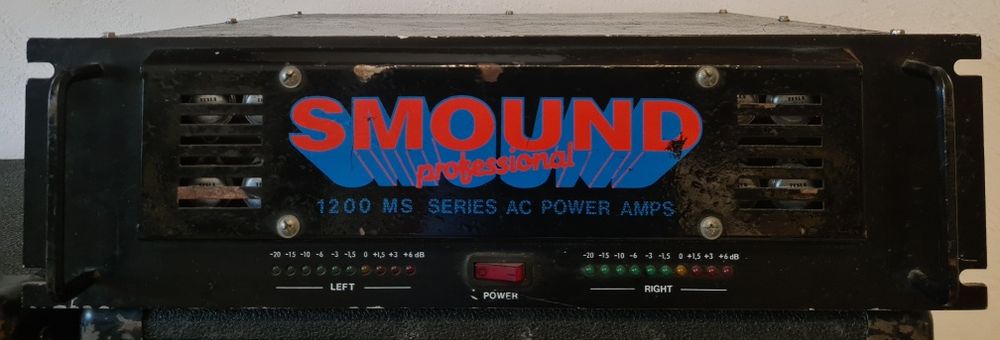 SMOUND
professional
1200 MS SERIES AC POWER AMPS
-20 -15 -10 -6 -3 -1,5 0 +1,5 +3 +6 dB
LEFT
POWER
-20 -15 -10 -6 -3 -1,5 0 +1,5 +3 +6 dB
RIGHT
TESLA